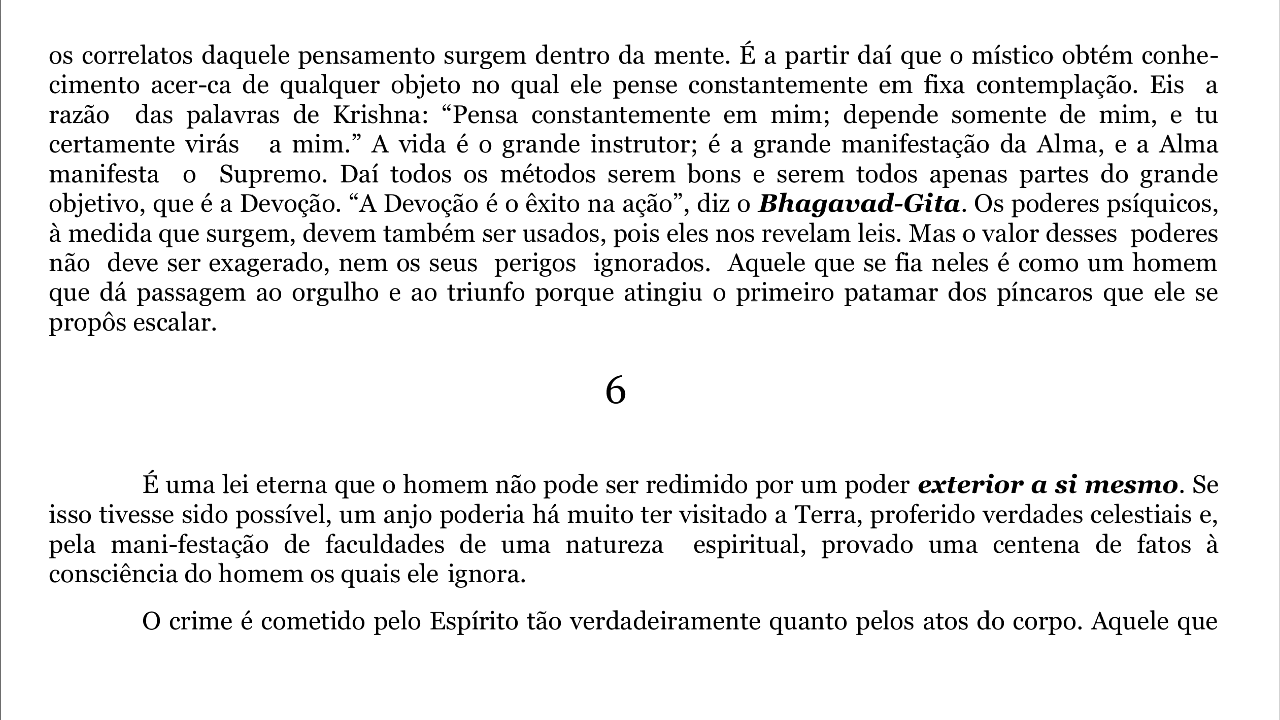 os correlatos daquele pensamento surgem dentro da mente. É a partir daí que o místico obtém conhe-
cimento acer-ca de qualquer objeto no qual ele pense constantemente em fixa contemplação. Eis a
razão das palavras de Krishna: “Pensa constantemente em mim; depende somente de mim, e tu
certamente virás a mim.” A vida é o grande instrutor; é a grande manifestação da Alma, e a Alma
manifesta o Supremo. Daí todos os métodos serem bons e serem todos apenas partes do grande
objetivo, que é a Devoção. “A Devoção é o êxito na ação”, diz o Bhagavad-Gita. Os poderes psíquicos,
à medida que surgem, devem também ser usados, pois eles nos revelam leis. Mas o valor desses poderes
não deve ser exagerado, nem os seus perigos ignorados. Aquele que se fia neles é como um homem
que dá passagem ao orgulho e ao triunfo porque atingiu o primeiro patamar dos píncaros que ele se
propôs escalar.
6
É uma lei eterna que o homem não pode ser redimido por um poder exterior a si mesmo. Se
isso tivesse sido possível, um anjo poderia há muito ter visitado a Terra, proferido verdades celestiais e,
pela mani-festação de faculdades de uma natureza espiritual, provado uma centena de fatos à
consciência do homem os quais ele ignora.
O crime é cometido pelo Espírito tão verdadeiramente quanto pelos atos do corpo. Aquele que